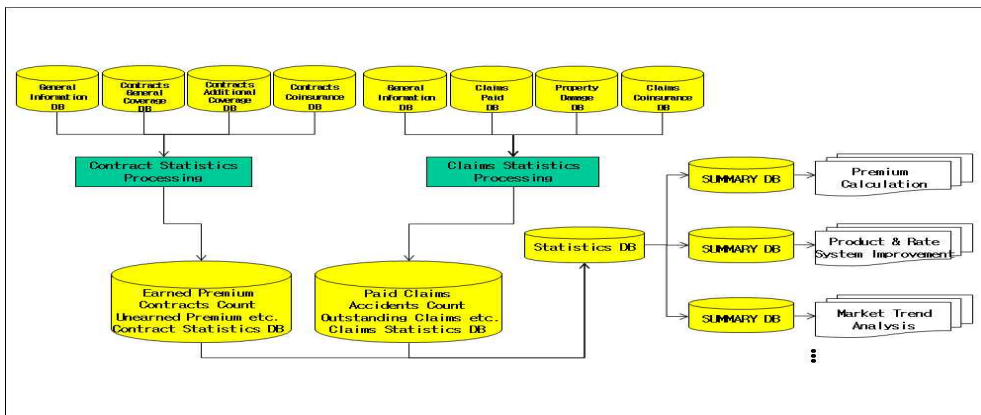 General
Information
DB
Contracts
General
Coverage
DB
Contracts
Additional
Coverage
DB
Contracts
Coinsurance
DB
General
Information
DB
Claims
Paid
DB
Property
Damage
DB
Claims
Coinsurance
DB
Contract Statistics
Processing
Claims Statistics
Processing
SUMMARY DB
Premium
Calculation
Statistics DB
SUMMARY DB
Product & Rate
System Improvement
Earned Premium
Contracts Count
Unearned Premium etc.
Contract Statistics DB
Paid Claims
Accidents Count
Outstanding Claims etc.
Claims Statistics DB
SUMMARY DB
Market Trend
Analysis